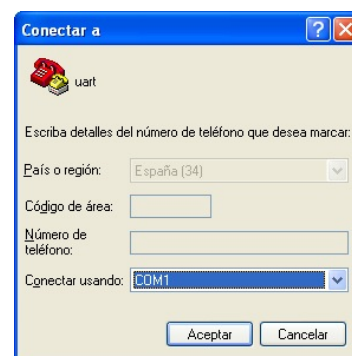 Conectar a
uart
Escriba detalles del número de teléfono que desea marcar:
País o región:
España (34)
Código de área:
Número de
teléfono:
Conectar usando:
COM1
Aceptar
Cancelar